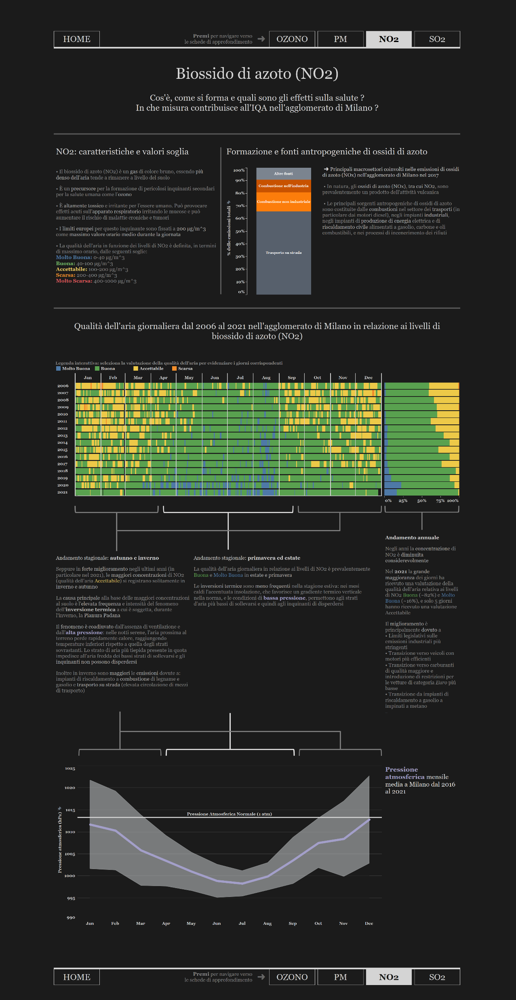 HOME
Premi per navigare verso
le schede di approfondimento
➜
OZONO
PM
NO2
SO2
Biossido di azoto (NO2)
Cos'è, come si forma e quali sono gli effetti sulla salute ?
In che misura contribuisce all'IQA nell'agglomerato di Milano ?
NO2: caratteristiche e valori soglia
• Il biossido di azoto (NO2) è un gas di colore bruno, essendo più
denso dell'aria tende a rimanere a livello del suolo
• È un precursore per la formazione di pericolosi inquinanti secondari
per la salute umana come l'ozono
• È altamente tossico e irritante per l'essere umano. Può provocare
effetti acuti sull'apparato respiratorio irritando le mucose e può
aumentare il rischio di malattie croniche e tumori
• I limiti europei per questo inquinante sono fissati a 200 µg/m^3
come massimo valore orario medio durante la giornata
• La qualità dell'aria in funzione dei livelli di NO2 è definita, in termini
di massimo orario, dalle seguenti soglie:
Molto Buona: 0-40 µg/m^3
Buona: 40-100 µg/m^3
Accettabile: 100-200 µg/m^3
Scarsa: 200-400 µg/m^3
Molto Scarsa: 400-1000 µg/m^3
Formazione e fonti antropogeniche di ossidi di azoto
% delle emissioni totali
100%
90%
80%
70%
60%
50%
40%
30%
20%
10%
0%
Altre fonti
Combustione nell'industria
Combustione non industriale
Trasporto su strada
➜ Principali macrosettori coinvolti nelle emissioni di ossidi
di azoto (NOx) nell'agglomerato di Milano nel 2017
• In natura, gli ossidi di azoto (NOx), tra cui NO2, sono
prevalentemente un prodotto dell'attività vulcanica
• Le principali sorgenti antropogeniche di ossidi di azoto
sono costituite dalle combustioni nel settore dei trasporti (in
particolare dai motori diesel), negli impianti industriali,
negli impianti di produzione di energia elettrica e di
riscaldamento civile alimentati a gasolio, carbone e oli
combustibili, e nei processi di incenerimento dei rifiuti
Qualità dell'aria giornaliera dal 2006 al 2021 nell'agglomerato di Milano in relazione ai livelli di
biossido di azoto (NO2)
Legenda interattiva: seleziona la valutazione della qualità dell'aria per evidenziare i giorni corrispondenti
Molto Buona
Buona
Accettabile
Scarsa
Jan
Feb
Mar
Apr
May
Jun
Jul
Aug
Sep
Oct
Nov
Dec
2006
2007
2008
2009
2010
2011
2012
2013
2014
2015
2016
2017
2018
2019
2020
2021
0%
25%
50%
75%
100%
Andamento stagionale: autunno e inverno
Seppure in forte miglioramento negli ultimi anni (in
particolare nel 2021), le maggiori concentrazioni di NO2
(qualità dell'aria Accettabile) si registrano solitamente in
inverno e autunno
La causa principale alla base delle maggiori concentrazioni
al suolo è l'elevata frequenza e intensità del fenomeno
dell'inversione termica a cui è soggetta, durante
l'inverno, la Pianura Padana
Il fenomeno è coadiuvato dall'assenza di ventilazione e
dall'alta pressione: nelle notti serene, l'aria prossima al
terreno perde rapidamente calore, raggiungendo
temperature inferiori rispetto a quella degli strati
sovrastanti. Lo strato di aria più tiepida presente in quota
impedisce all'aria fredda dei bassi strati di sollevarsi e gli
inquinanti non possono disperdersi
Inoltre in inverno sono maggiori le emissioni dovute a:
impianti di riscaldamento a combustione di legname e
gasolio e trasporto su strada (elevata circolazione di mezzi
di trasporto)
Andamento stagionale: primavera ed estate
La qualità dell'aria giornaliera in relazione ai livelli di NO2 è prevalentemente
Buona e Molto Buona in estate e primavera
Le inversioni termice sono meno frequenti nella stagione estiva: nei mesi
caldi l'accentuata insolazione, che favorisce un gradiente termico verticale
nella norma, e le condizioni di bassa pressione, permettono agli strati
d'aria più bassi di sollevarsi e quindi agli inquinanti di disperdersi
Andamento annuale
Negli anni la concentrazione di
NO2 è diminuita
considerevolmente
Nel 2021 la grande
maggioranza dei giorni ha
ricevuto una valutazione della
qualità dell'aria relativa ai livelli
di NO2 Buona (~82%) e Molto
Buona (~16%), e solo 5 giorni
hanno ricevuto una valutazione
Accettabile
Il miglioramento è
principalmente dovuto a
• Limiti legislativi sulle
emissioni industriali più
stringenti
• Transizione verso veicoli con
motori più efficienti
• Transizione verso carburanti
di qualità maggiore e
introduzione di restrizioni per
le vetture di categoria Euro piú
basse
• Transizione da impianti di
riscaldamento a gasolio a
impinati a metano
..
Pressione atmosferica (hPa)
1025
1020
1015
1010
1005
1000
995
990
Pressione Atmosferica Normale (1 atm)
Jan
Feb
Mar
Apr
May
Jun
Jul
Aug
Sep
Oct
Nov
Dec
Pressione
atmosferica mensile
media a Milano dal 2016
al 2021
HOME
Premi per navigare verso
le schede di approfondimento
➜
OZONO
PM
NO2
SO2